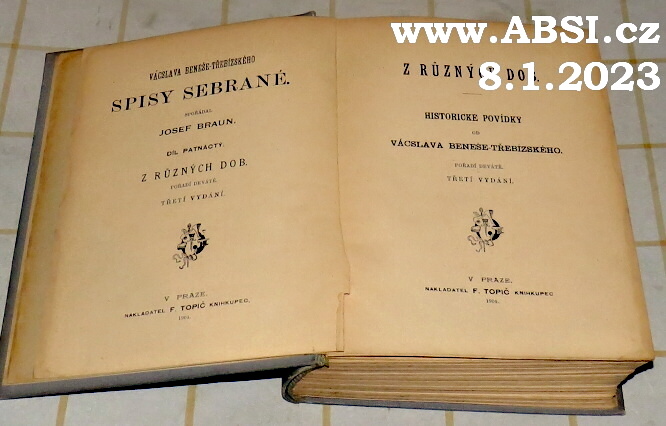 VÁCSLAVA BENEŠE-TŘEBÍZSKÉHO
SPISY SEBRANÉ.
SPOŘÁDAL
JOSEF BRAUN.
DÍL PATNÁCTÝ.
Z RŮZNÝCH DOB.
POŘADÍ DEVÁTÉ.
TŘETÍ VYDÁNÍ.
V PRAZE.
NAKLADATEL F. TOPIČ KNIHKUPEC.
www.ABSI.cz
8.1.2023
Z RŮZNÝCH DOB.
HISTORICKÉ POVÍDKY
OD
VÁCSLAVA BENEŠE-TŘEBÍZSKÉHO.
POŘADÍ DEVÁTÉ.
TŘETÍ VYDÁNÍ.
V PRAZE.
NAKLADATEL F. TOPIČ KNIHKUPEC